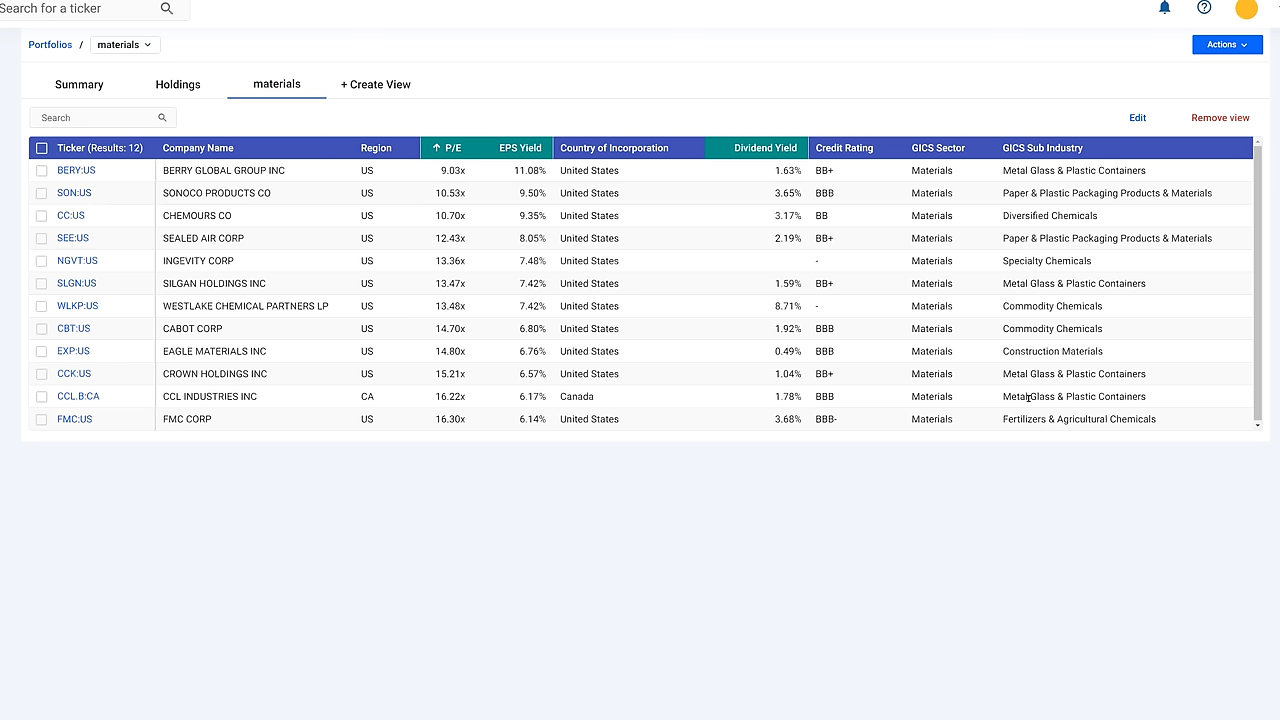 Search for a ticker
Portfolios / materials
Actions
Summary Holdings materials + Create View
Search Edit Remove view
Ticker (Results: 12) Company Name Region ↑ P/E EPS Yield Country of Incorporation Dividend Yield Credit Rating GICS Sector GICS Sub Industry
BERY:US BERRY GLOBAL GROUP INC US 9.03x 11.08% United States 1.63% BB+ Materials Metal Glass & Plastic Containers
SON:US SONOCO PRODUCTS CO US 10.53x 9.50% United States 3.65% BBB Materials Paper & Plastic Packaging Products & Materials
CC:US CHEMOURS CO US 10.70x 9.35% United States 3.17% BB Materials Diversified Chemicals
SEE:US SEALED AIR CORP US 12.43x 8.05% United States 2.19% BB+ Materials Paper & Plastic Packaging Products & Materials
NGVT:US INGEVITY CORP US 13.36x 7.48% United States - Materials Specialty Chemicals
SLGN:US SILGAN HOLDINGS INC US 13.47x 7.42% United States 1.59% BB+ Materials Metal Glass & Plastic Containers
WLKP:US WESTLAKE CHEMICAL PARTNERS LP US 13.48x 7.42% United States 8.71% - Materials Commodity Chemicals
CBT:US CABOT CORP US 14.70x 6.80% United States 1.92% BBB Materials Commodity Chemicals
EXP:US EAGLE MATERIALS INC US 14.80x 6.76% United States 0.49% BBB Materials Construction Materials
CCK:US CROWN HOLDINGS INC US 15.21x 6.57% United States 1.04% BB+ Materials Metal Glass & Plastic Containers
CCL.B:CA CCL INDUSTRIES INC CA 16.22x 6.17% Canada 1.78% BBB Materials Metal Glass & Plastic Containers
FMC:US FMC CORP US 16.30x 6.14% United States 3.68% BBB- Materials Fertilizers & Agricultural Chemicals